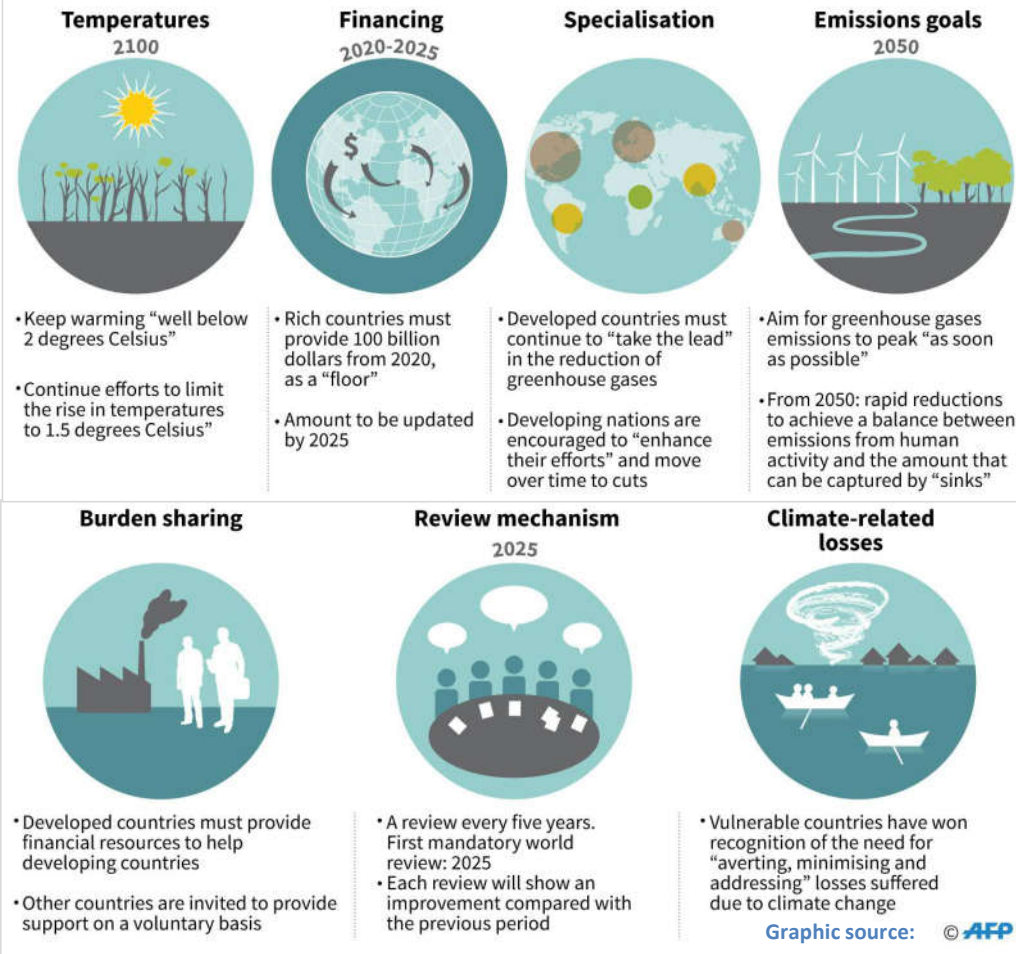 Temperatures
2100
• Keep warming “well below
2 degrees Celsius”
• Continue efforts to limit
the rise in temperatures
to 1.5 degrees Celsius”
Financing
2020-2025
$
• Rich countries must
provide 100 billion
dollars from 2020,
as a “floor”
• Amount to be updated
by 2025
Specialisation
• Developed countries must
continue to “take the lead”
in the reduction of
greenhouse gases
• Developing nations are
encouraged to “enhance
their efforts” and move
over time to cuts
Emissions goals
2050
• Aim for greenhouse gases
emissions to peak “as soon
as possible”
• From 2050: rapid reductions
to achieve a balance between
emissions from human
activity and the amount that
can be captured by “sinks”
Burden sharing
• Developed countries must provide
financial resources to help
developing countries
• Other countries are invited to provide
support on a voluntary basis
Review mechanism
2025
• A review every five years.
First mandatory world
review: 2025
• Each review will show an
improvement compared with
the previous period
Climate-related
losses
• Vulnerable countries have won
recognition of the need for
“averting, minimising and
addressing” losses suffered
due to climate change
Graphic source: © AFP